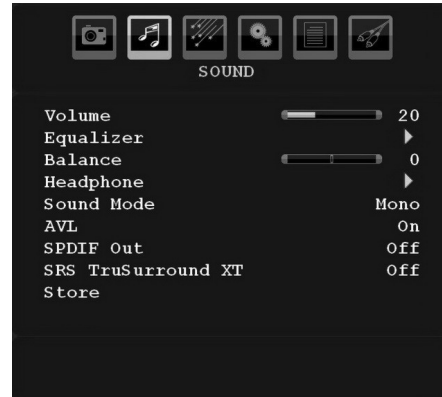 SOUND
Volume 20
Equalizer
Balance 0
Headphone
Sound Mode Mono
AVL On
SPDIF Out Off
SRS TruSurround XT Off
Store